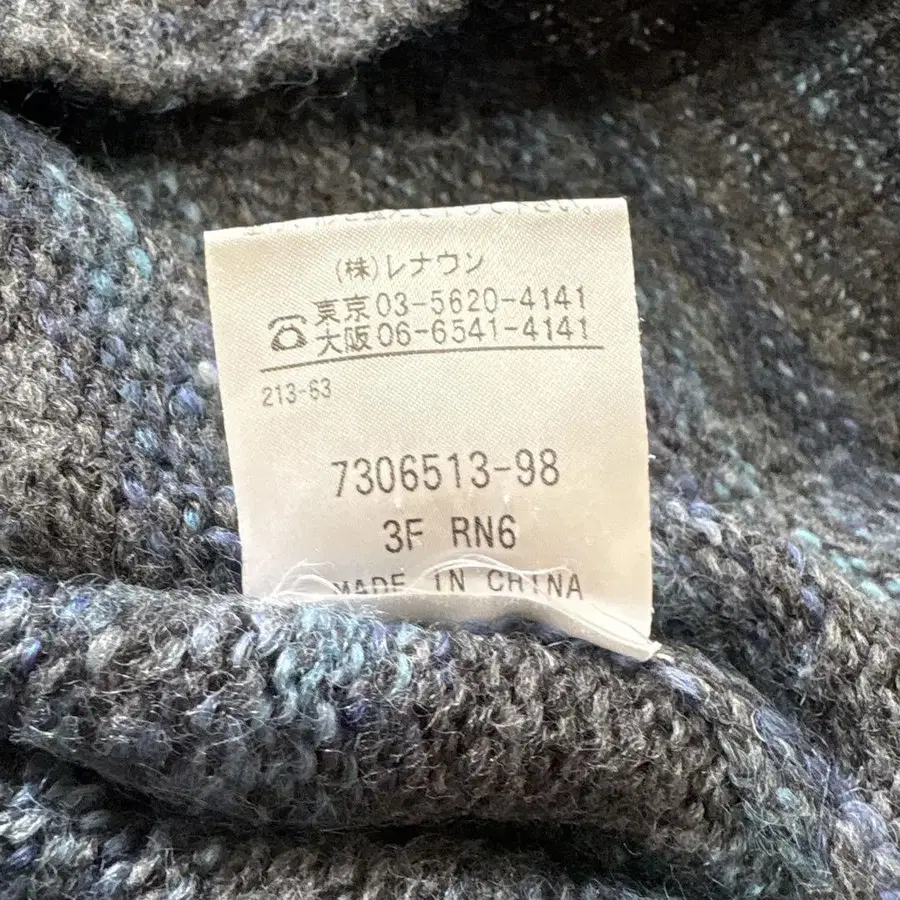 (株)レナウン
☎ 東京03-5620-4141
大阪06-6541-4141
213-63
7306513-98
3F RN6
MADE IN CHINA